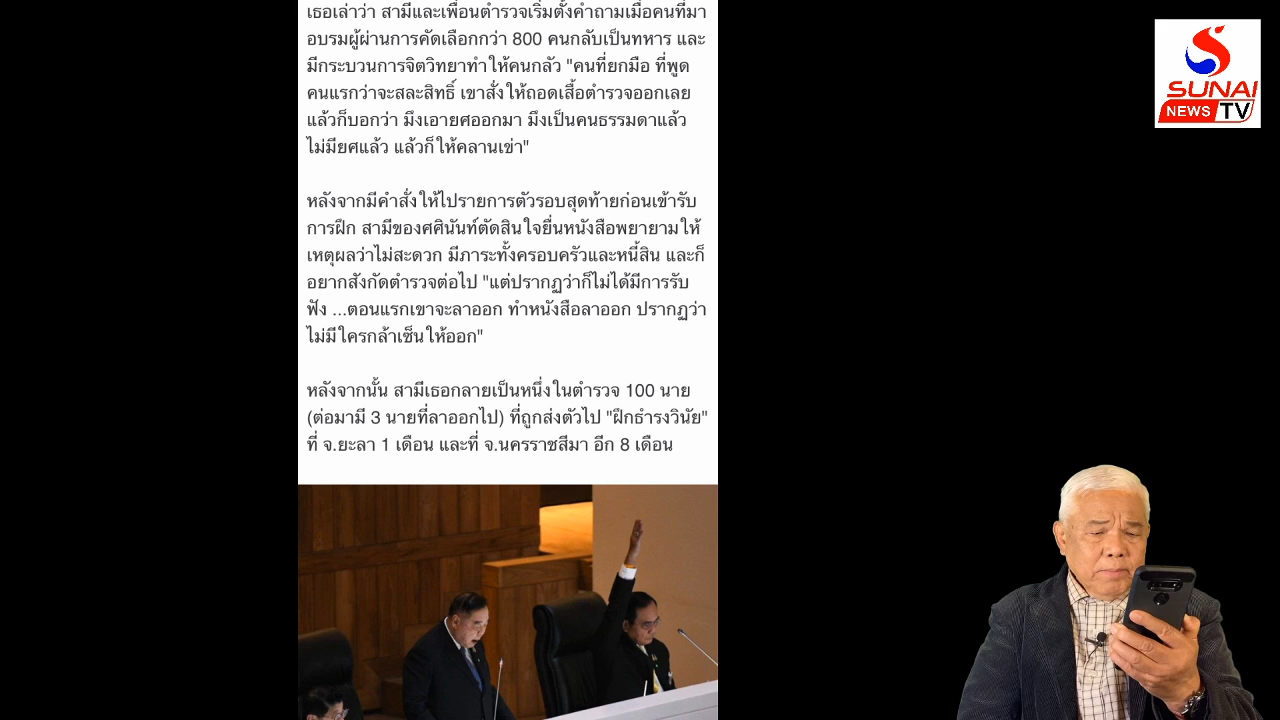 เธอเล่าว่า สามีและเพื่อนตำรวจเริ่มตั้งคำถามเมื่อคนที่มา
อบรมผู้ผ่านการคัดเลือกกว่า 800 คนกลับเป็นทหาร และ
มีกระบวนการจิตวิทยาทำให้คนกลัว "คนที่ยกมือ ที่พูด
คนแรกว่าจะสละสิทธิ์ เขาสั่งให้ถอดเสื้อตำรวจออกเลย
แล้วก็บอกว่า มึงเอายศออกมา มึงเป็นคนธรรมดาแล้ว
ไม่มียศแล้ว แล้วก็ให้คลานเข่า"
หลังจากมีคำสั่งให้ไปรายการตัวรอบสุดท้ายก่อนเข้ารับ
การฝึก สามีของศศินันท์ตัดสินใจยื่นหนังสือพยายามให้
เหตุผลว่าไม่สะดวก มีภาระทั้งครอบครัวและหนี้สิน และก็
อยากสังกัดตำรวจต่อไป "แต่ปรากฏว่าก็ไม่ได้มีการรับ
ฟัง ...ตอนแรกเขาจะลาออก ทำหนังสือลาออก ปรากฏว่า
ไม่มีใครกล้าเซ็นให้ออก"
หลังจากนั้น สามีเธอกลายเป็นหนึ่งในตำรวจ 100 นาย
(ต่อมามี 3 นายที่ลาออกไป) ที่ถูกส่งตัวไป "ฝึกธำรงวินัย"
ที่ จ.ยะลา 1 เดือน และที่ จ.นครราชสีมา อีก 8 เดือน
SUNAI
NEWS TV